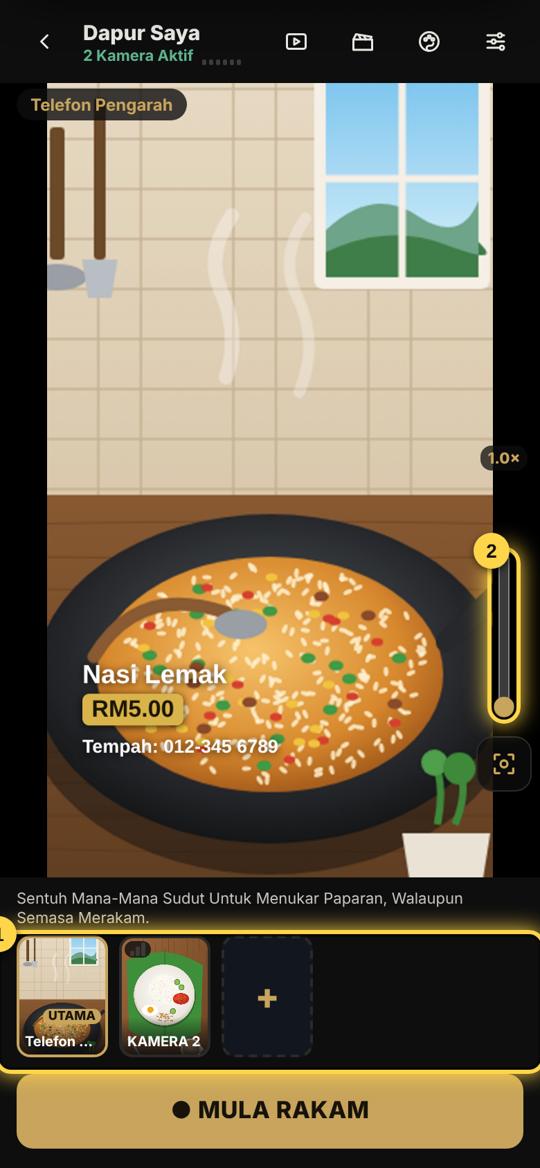 Dapur Saya
2 Kamera Aktif
Telefon Pengarah
1.0×
2
Nasi Lemak
RM5.00
Tempah: 012-345 6789
Sentuh Mana-Mana Sudut Untuk Menukar Paparan, Walaupun
Semasa Merakam.
1
UTAMA
Telefon ...
KAMERA 2
+
MULA RAKAM